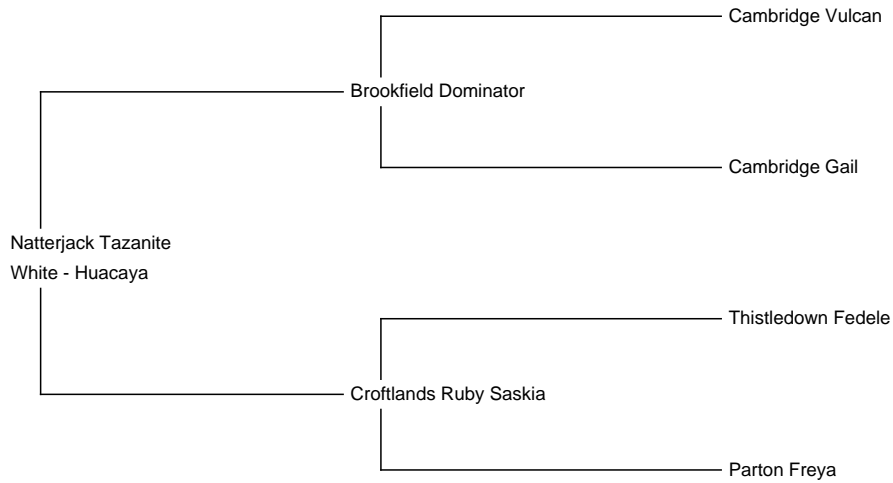 Cambridge Vulcan
Brookfield Dominator
Cambridge Gail
Natterjack Tazanite
White - Huacaya
Thistledown Fedele
Croftlands Ruby Saskia
Parton Freya